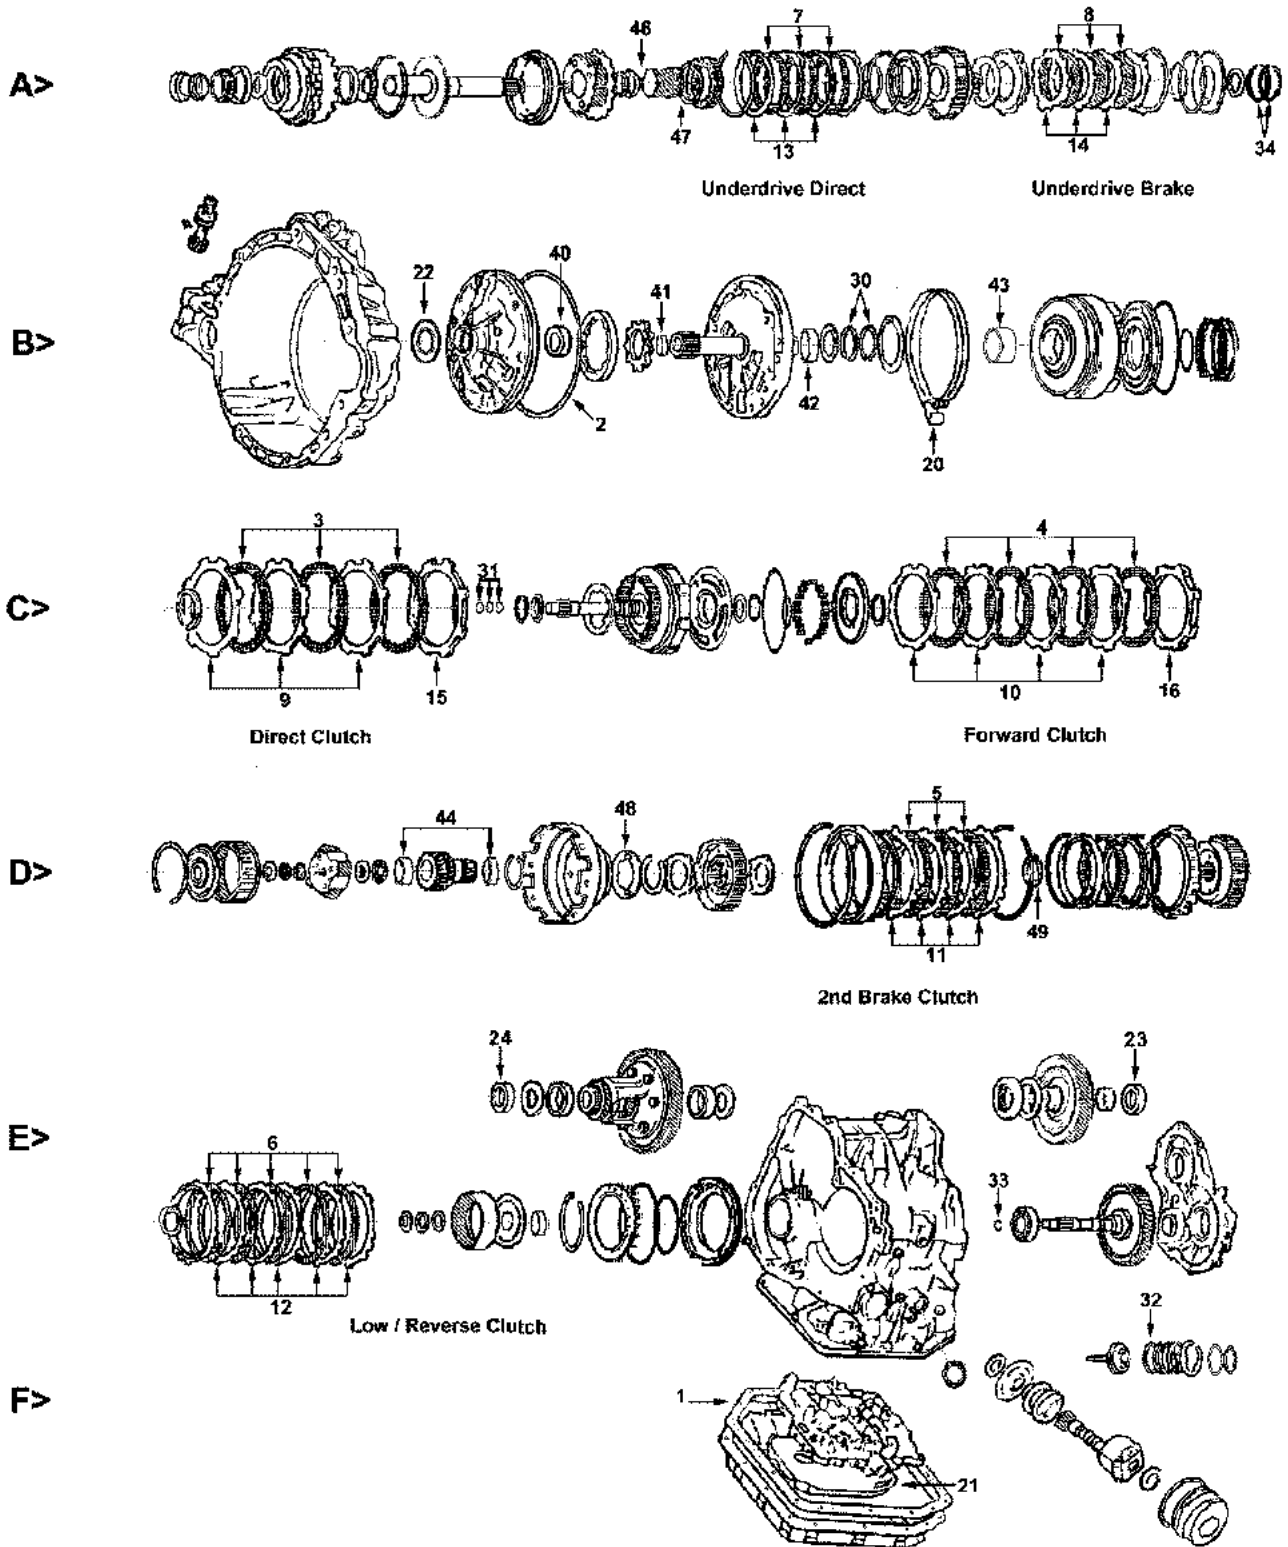 46 7 8
A>
47 13 14 34
Underdrive Direct Underdrive Brake
22 40 41 30 43
B>
2 42 20
3 31 4
C>
9 15 10 16
Direct Clutch Forward Clutch
44 48 5
D>
11 49
2nd Brake Clutch
24 23
E>
6 33
12 32
Low / Reverse Clutch
F>
1
21